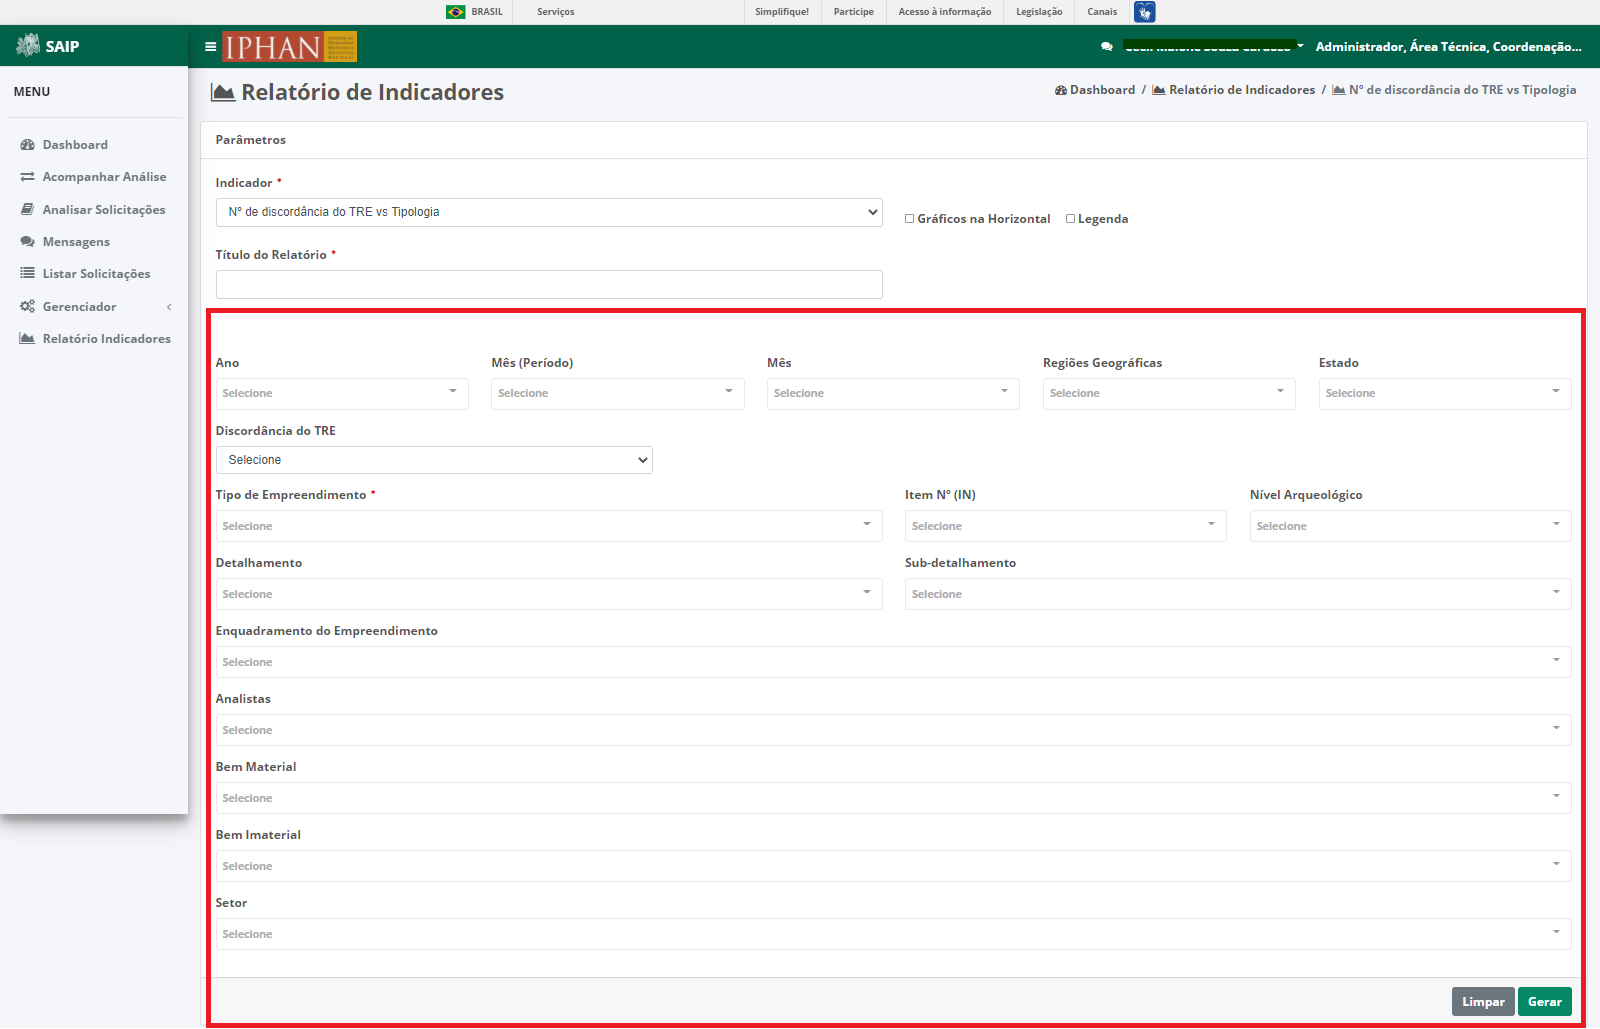 BRASIL Serviços Simplifique! Participe Acesso à informação Legislação Canais
SAIP IPHAN Administrador, Área Técnica, Coordenação...
MENU
Dashboard
Acompanhar Análise
Analisar Solicitações
Mensagens
Listar Solicitações
Gerenciador
Relatório Indicadores
Relatório de Indicadores
Dashboard / Relatório de Indicadores / Nº de discordância do TRE vs Tipologia
Parâmetros
Indicador *
Nº de discordância do TRE vs Tipologia
Gráficos na Horizontal Legenda
Título do Relatório *
Ano Mês (Período) Mês Regiões Geográficas Estado
Selecione Selecione Selecione Selecione Selecione
Discordância do TRE
Selecione
Tipo de Empreendimento * Item Nº (IN) Nível Arqueológico
Selecione Selecione Selecione
Detalhamento Sub-detalhamento
Selecione Selecione
Enquadramento do Empreendimento
Selecione
Analistas
Selecione
Bem Material
Selecione
Bem Imaterial
Selecione
Setor
Selecione
Limpar Gerar